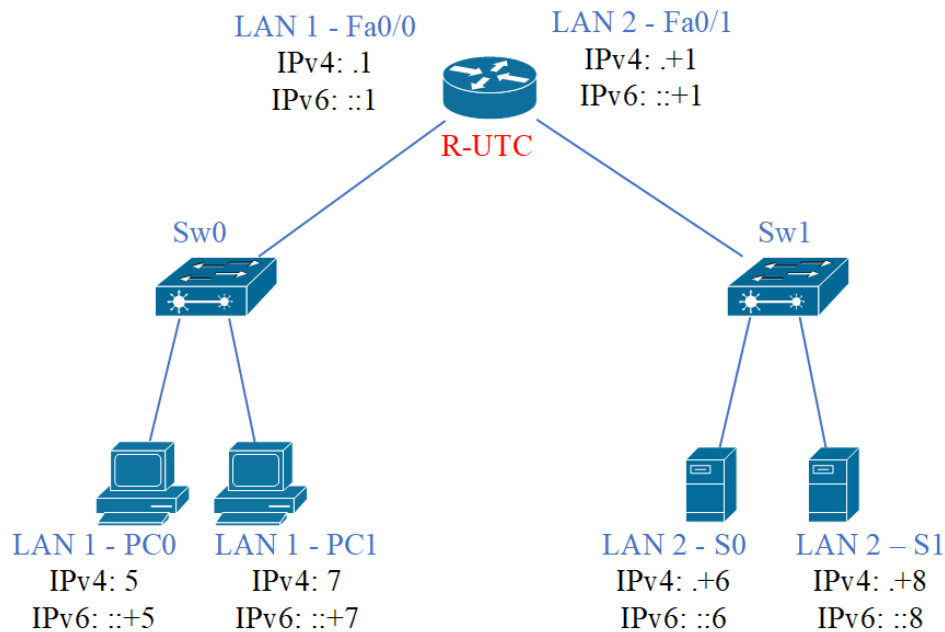 LAN 1 - Fa0/0
IPv4: .1
IPv6: ::1
LAN 2 - Fa0/1
IPv4: .+1
IPv6: ::+1
R-UTC
Sw0
Sw1
LAN 1 - PC0
IPv4: 5
IPv6: ::+5
LAN 1 - PC1
IPv4: 7
IPv6: ::+7
LAN 2 - S0
IPv4: .+6
IPv6: ::6
LAN 2 – S1
IPv4: .+8
IPv6: ::8